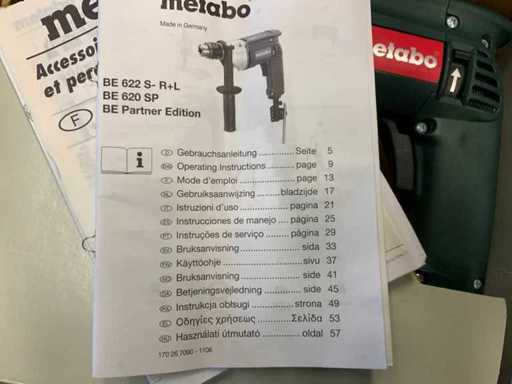 metabo
Made in Germany
BE 622 S- R+L
BE 620 SP
BE Partner Edition
D Gebrauchsanleitung ............ Seite 5
Operating Instructions ......... page 9
F Mode d'emploi ................. page 13
Gebruiksaanwijzing ........ bladzijde 17
I Istruzioni d'uso ............... pagina 21
Instrucciones de manejo .... página 25
Instruções de serviço ........ página 29
Bruksanvisning .................. sida 33
Käyttöohje ........................ sivu 37
Bruksanvisning .................. side 41
Betjeningsvejledning ........... side 45
Instrukcja obsługi ............. strona 49
Οδηγίες χρήσεως ............ Σελίδα 53
Használati útmutató ........... oldal 57
170 26 7090 - 1106
Accessoi
et pe
F
etabo